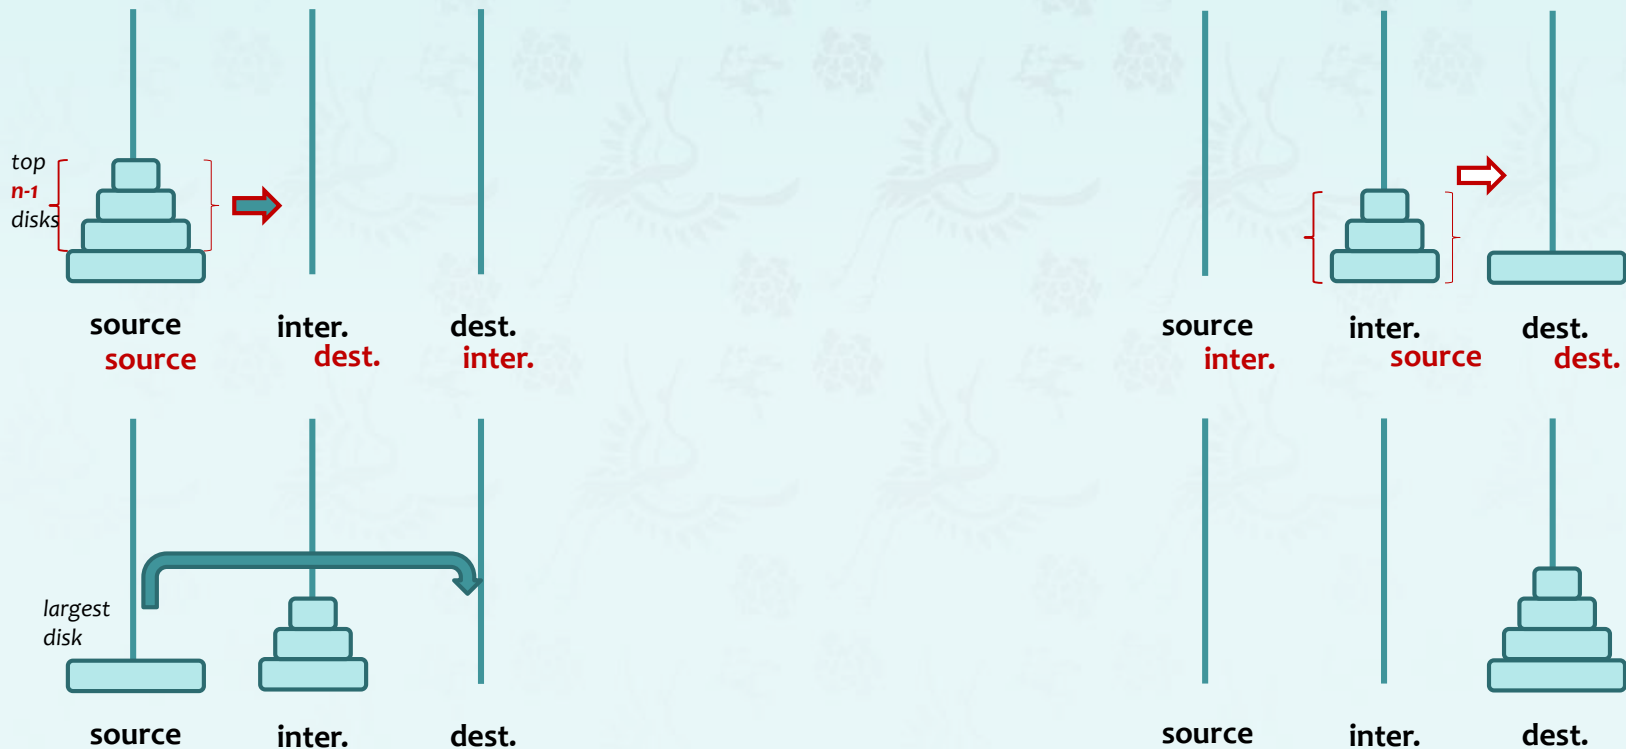 top
n-1
disks
source inter. dest.
source dest. inter.
source inter. dest.
inter. source dest.
largest
disk
source inter. dest.
source inter. dest.